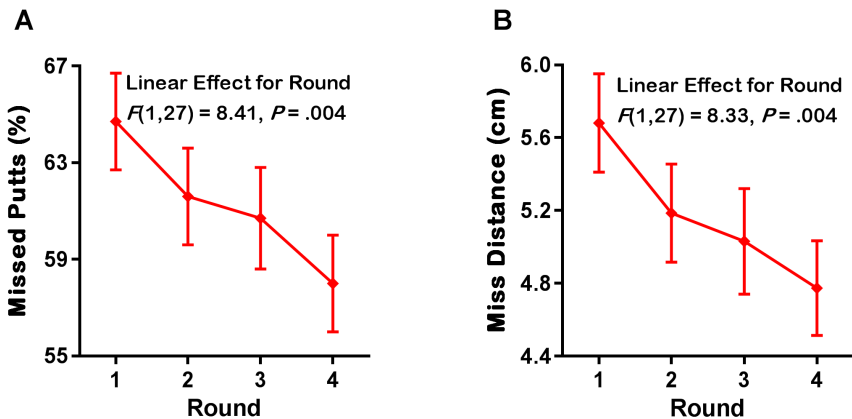 A
Missed Putts (%)
67
63
59
55
Linear Effect for Round
F(1,27) = 8.41, P = .004
1 2 3 4
Round
B
Miss Distance (cm)
6.0
5.6
5.2
4.8
4.4
Linear Effect for Round
F(1,27) = 8.33, P = .004
1 2 3 4
Round